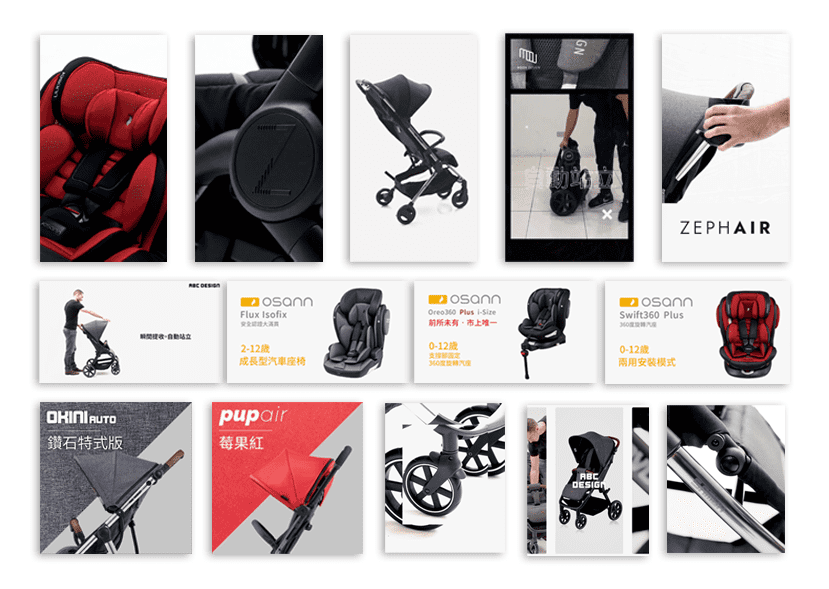 自動站立
ZEPHAIR
ABC DESIGN
瞬間提收·自動站立
osann
Flux Isofix
安全認證大滿貫
2-12歲
成長型汽車座椅
osann
Oreo360 Plus i-Size
前所未有．市上唯一
0-12歲
支撐腳固定
360度旋轉汽座
osann
Swift360 Plus
360度旋轉汽座
0-12歲
兩用安裝模式
OKINI AUTO
鑽石特式版
pupair
莓果紅
ABC
DESIGN